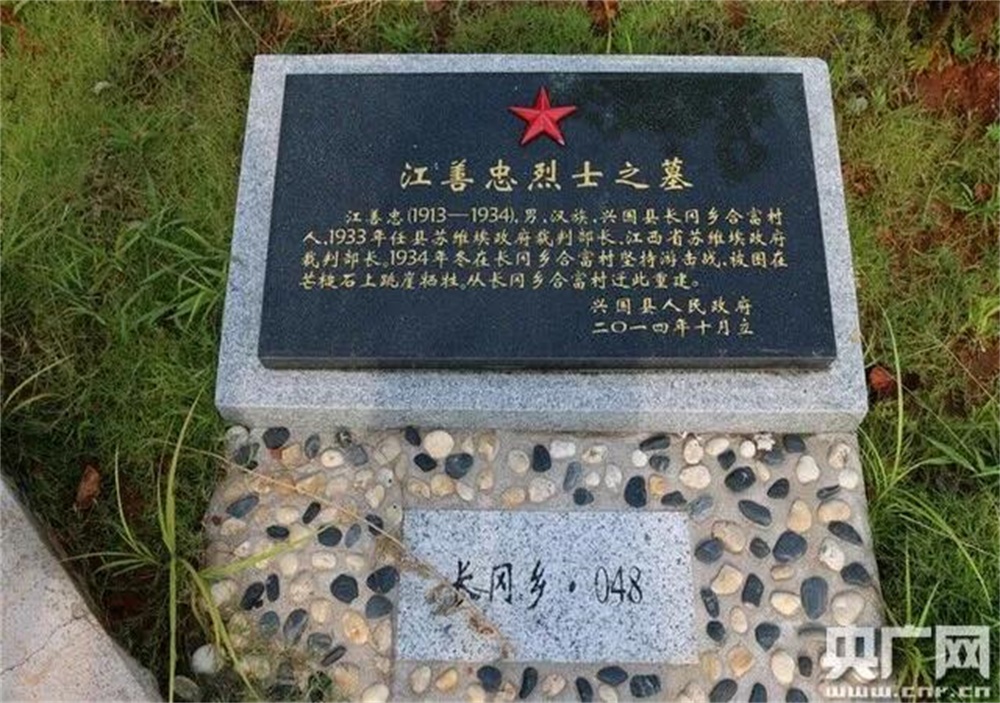 江善忠烈士之墓
江善忠(1913—1934),男,汉族,兴国县长冈乡合富村
人,1933年任县苏维埃政府裁判部长,江西省苏维埃政府
裁判部长。1934年冬在长冈乡合富村坚持游击战,被围在
芒槌石上跳崖牺牲。从长冈乡合富村迁此重建。
兴国县人民政府
二〇一四年十月立
长冈乡·048
央广网
www.cnr.cn